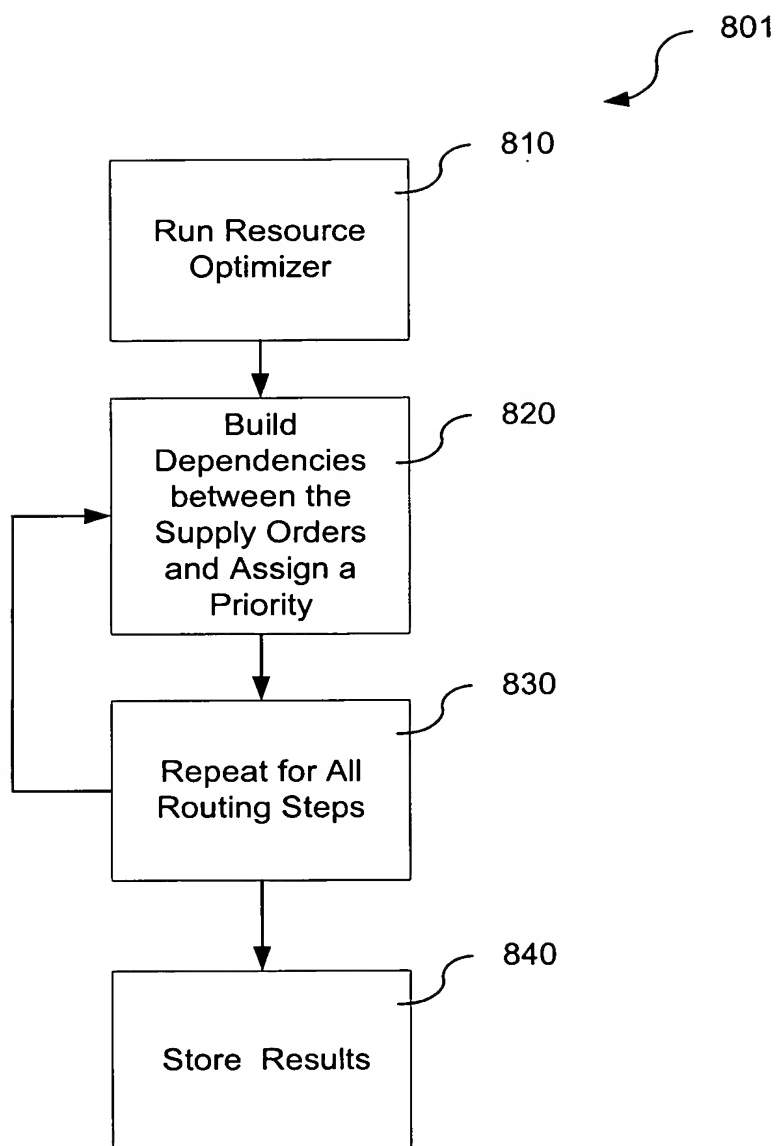 801
810
Run Resource
Optimizer
820
Build
Dependencies
between the
Supply Orders
and Assign a
Priority
830
Repeat for All
Routing Steps
840
Store Results